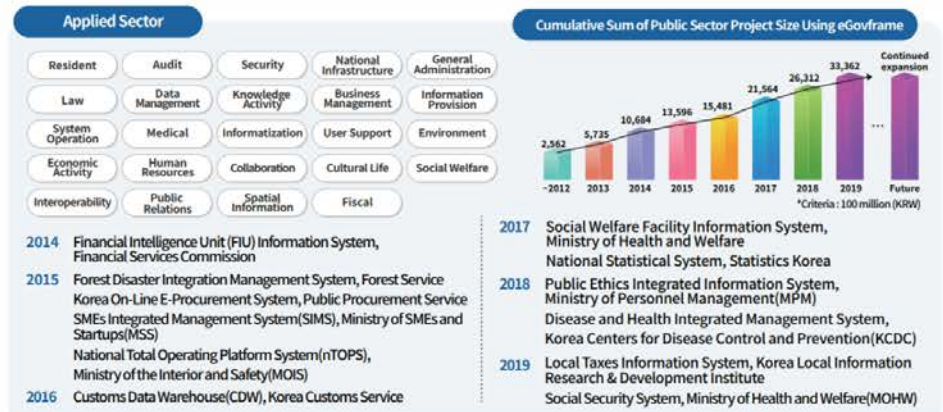 Applied Sector
Resident
Audit
Security
National
Infrastructure
General
Administration
Law
Data
Management
Knowledge
Activity
Business
Management
Information
Provision
System
Operation
Medical
Informatization
User Support
Environment
Economic
Activity
Human
Resources
Collaboration
Cultural Life
Social Welfare
Interoperability
Public
Relations
Spatial
Information
Fiscal
2014 Financial Intelligence Unit (FIU) Information System,
Financial Services Commission
2015 Forest Disaster Integration Management System, Forest Service
Korea On-Line E-Procurement System, Public Procurement Service
SMEs Integrated Management System(SIMS), Ministry of SMEs and
Startups(MSS)
National Total Operating Platform System(nTOPS),
Ministry of the Interior and Safety(MOIS)
2016 Customs Data Warehouse(CDW), Korea Customs Service
Cumulative Sum of Public Sector Project Size Using eGovframe
2,562
5,735
10,684
13,596
15,481
21,564
26,312
33,362
Continued
expansion
...
~2012 2013 2014 2015 2016 2017 2018 2019 Future
*Criteria : 100 million (KRW)
2017 Social Welfare Facility Information System,
Ministry of Health and Welfare
National Statistical System, Statistics Korea
2018 Public Ethics Integrated Information System,
Ministry of Personnel Management(MPM)
Disease and Health Integrated Management System,
Korea Centers for Disease Control and Prevention(KCDC)
2019 Local Taxes Information System, Korea Local Information
Research & Development Institute
Social Security System, Ministry of Health and Welfare(MOHW)